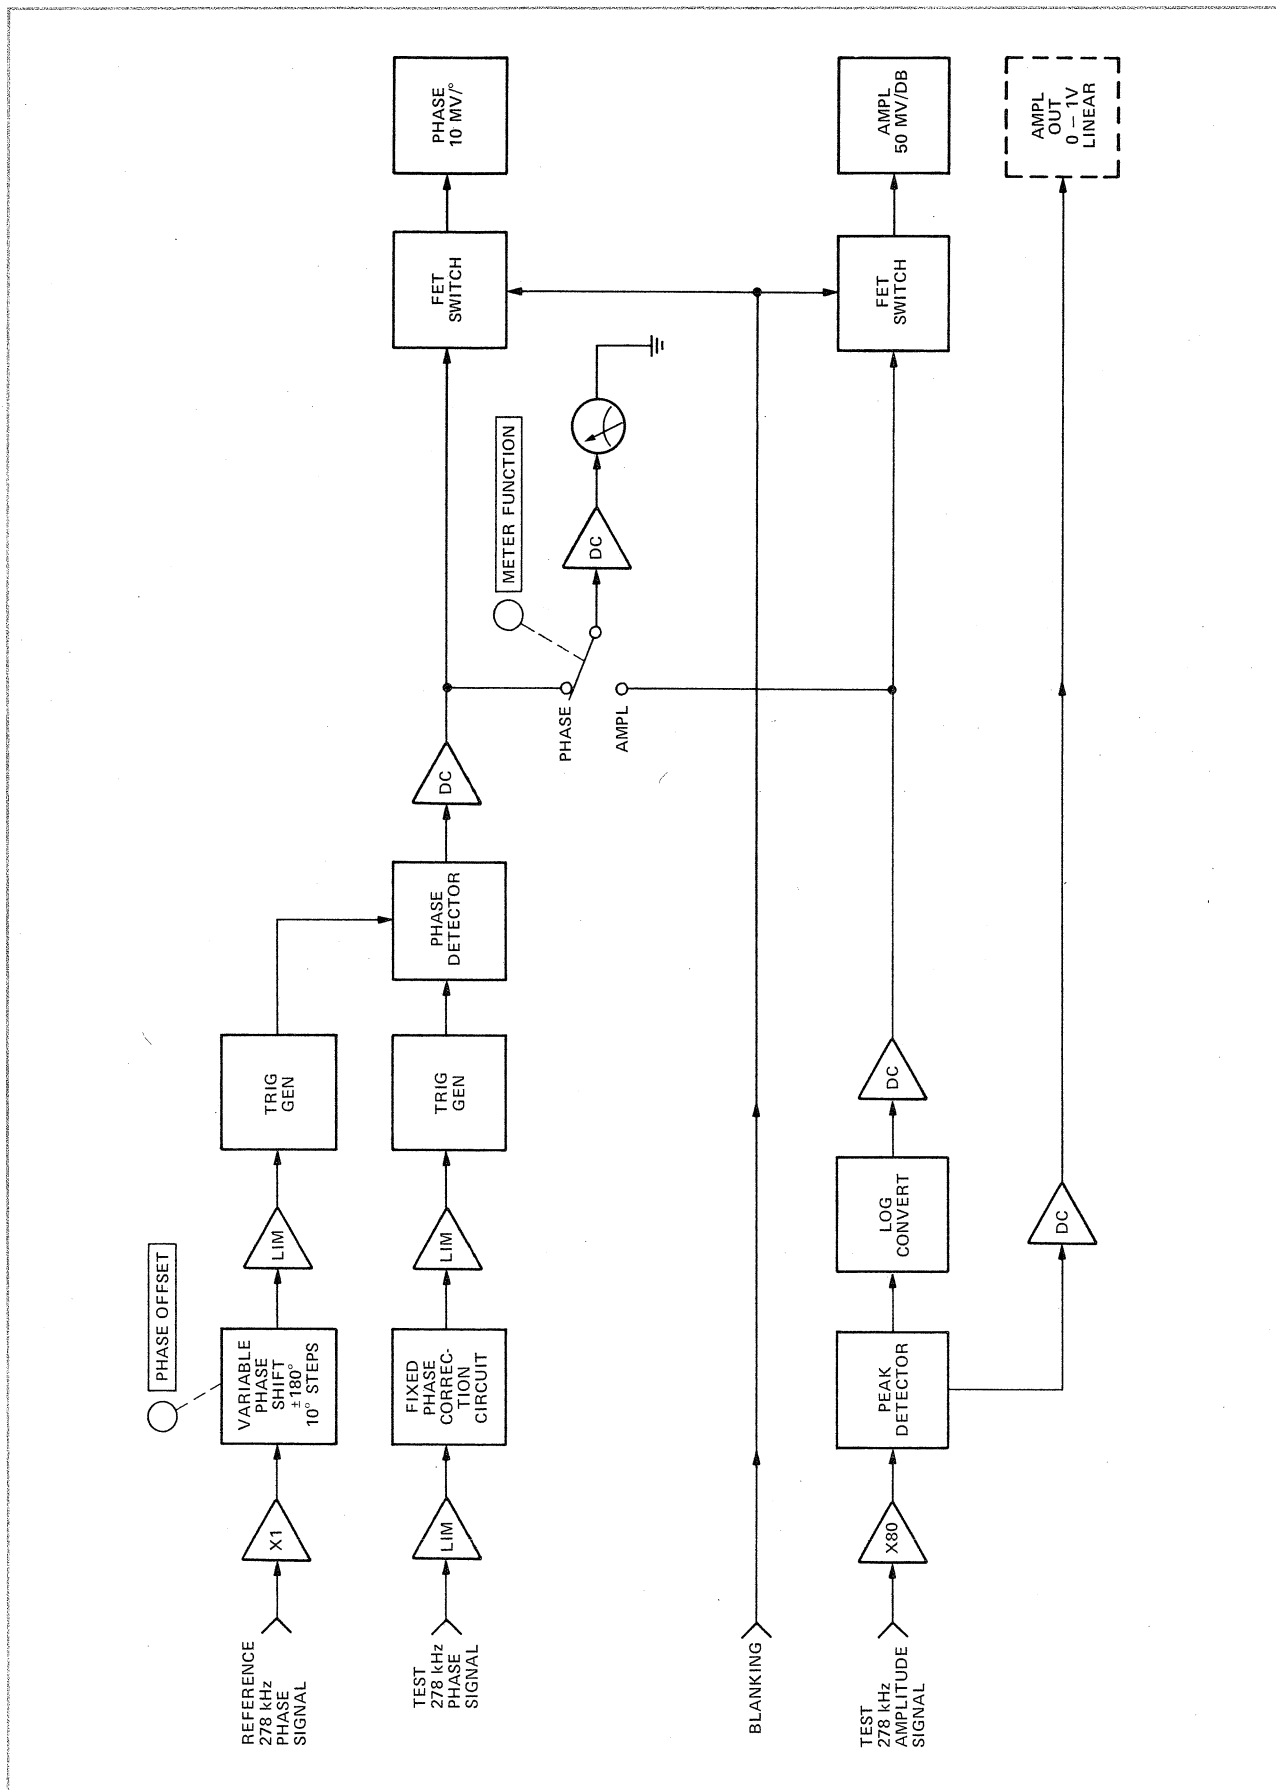 REFERENCE
278 kHz
PHASE
SIGNAL
X1
PHASE OFFSET
VARIABLE
PHASE
SHIFT
±180°
10° STEPS
LIM
TRIG
GEN
TEST
278 kHz
PHASE
SIGNAL
LIM
FIXED
PHASE
CORREC-
TION
CIRCUIT
LIM
TRIG
GEN
PHASE
DETECTOR
DC
FET
SWITCH
PHASE
10 MV/°
PHASE
AMPL
METER FUNCTION
DC
BLANKING
TEST
278 kHz
AMPLITUDE
SIGNAL
X80
PEAK
DETECTOR
LOG
CONVERT
DC
FET
SWITCH
AMPL
50 MV/DB
DC
AMPL
OUT
0 – 1V
LINEAR